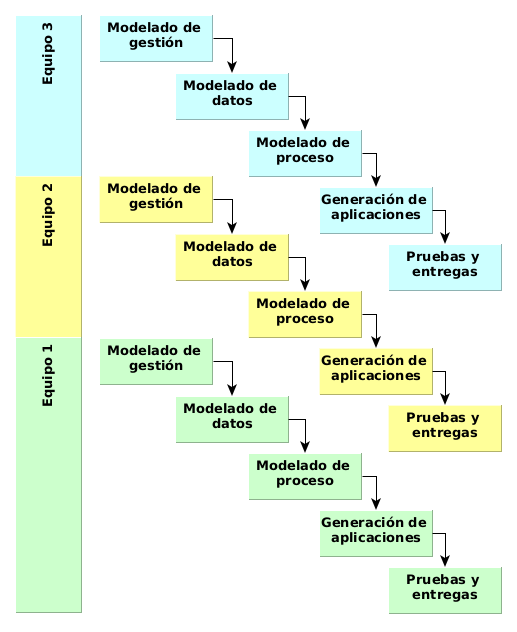 Equipo 3
Modelado de
gestión
Modelado de
datos
Modelado de
proceso
Generación de
aplicaciones
Pruebas y
entregas
Equipo 2
Modelado de
gestión
Modelado de
datos
Modelado de
proceso
Generación de
aplicaciones
Pruebas y
entregas
Equipo 1
Modelado de
gestión
Modelado de
datos
Modelado de
proceso
Generación de
aplicaciones
Pruebas y
entregas